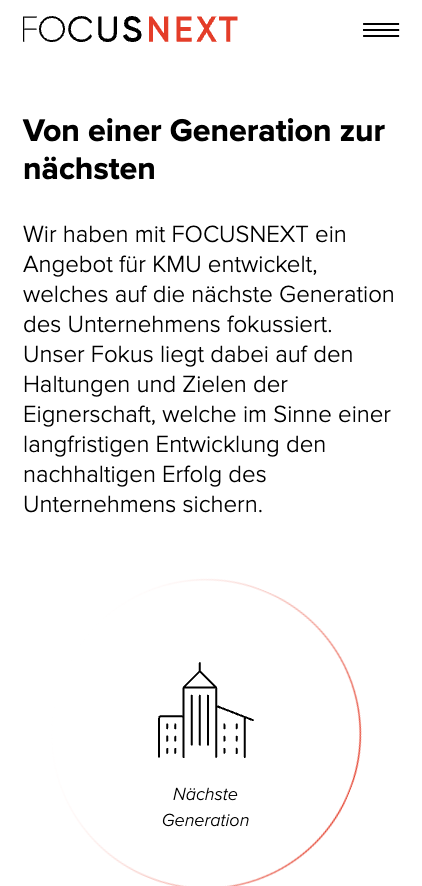 FOCUSNEXT
Von einer Generation zur
nächsten
Wir haben mit FOCUSNEXT ein
Angebot für KMU entwickelt,
welches auf die nächste Generation
des Unternehmens fokussiert.
Unser Fokus liegt dabei auf den
Haltungen und Zielen der
Eignerschaft, welche im Sinne einer
langfristigen Entwicklung den
nachhaltigen Erfolg des
Unternehmens sichern.
Nächste
Generation